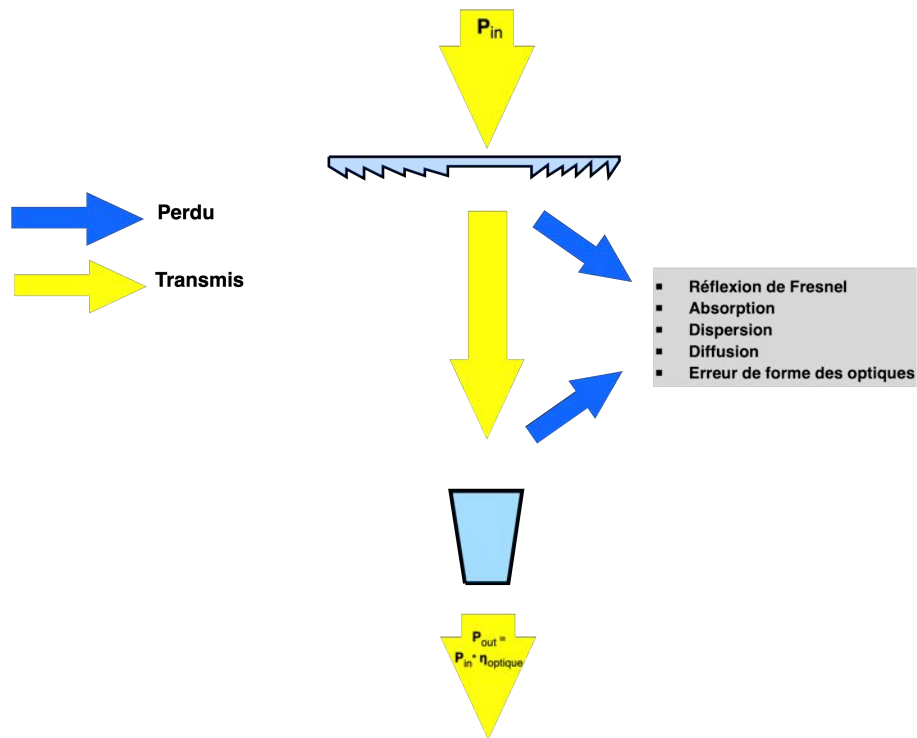 Pin
Perdu
Transmis
▪ Réflexion de Fresnel
▪ Absorption
▪ Dispersion
▪ Diffusion
▪ Erreur de forme des optiques
Pout =
Pin * ηoptique